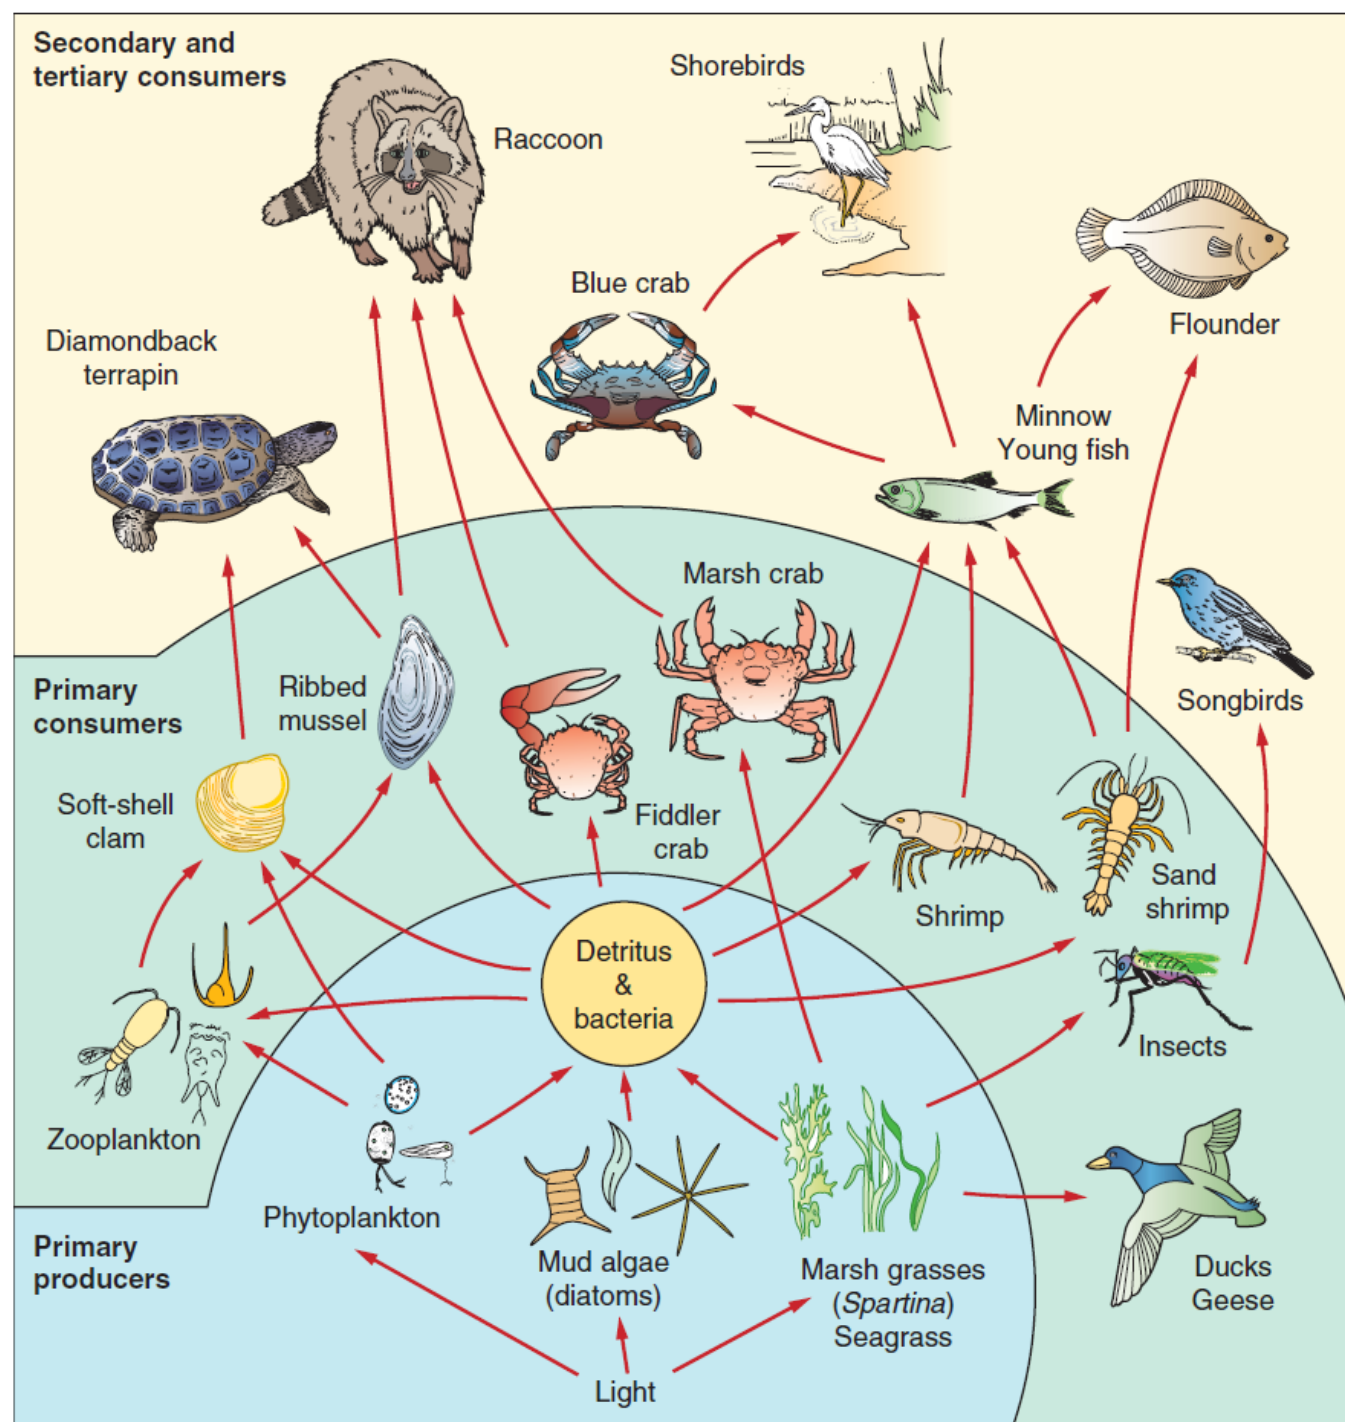 Secondary and
tertiary consumers
Raccoon
Shorebirds
Blue crab
Flounder
Diamondback
terrapin
Minnow
Young fish
Marsh crab
Songbirds
Primary
consumers
Ribbed
mussel
Soft-shell
clam
Fiddler
crab
Shrimp
Sand
shrimp
Detritus
&
bacteria
Insects
Zooplankton
Phytoplankton
Primary
producers
Mud algae
(diatoms)
Marsh grasses
(Spartina)
Seagrass
Ducks
Geese
Light